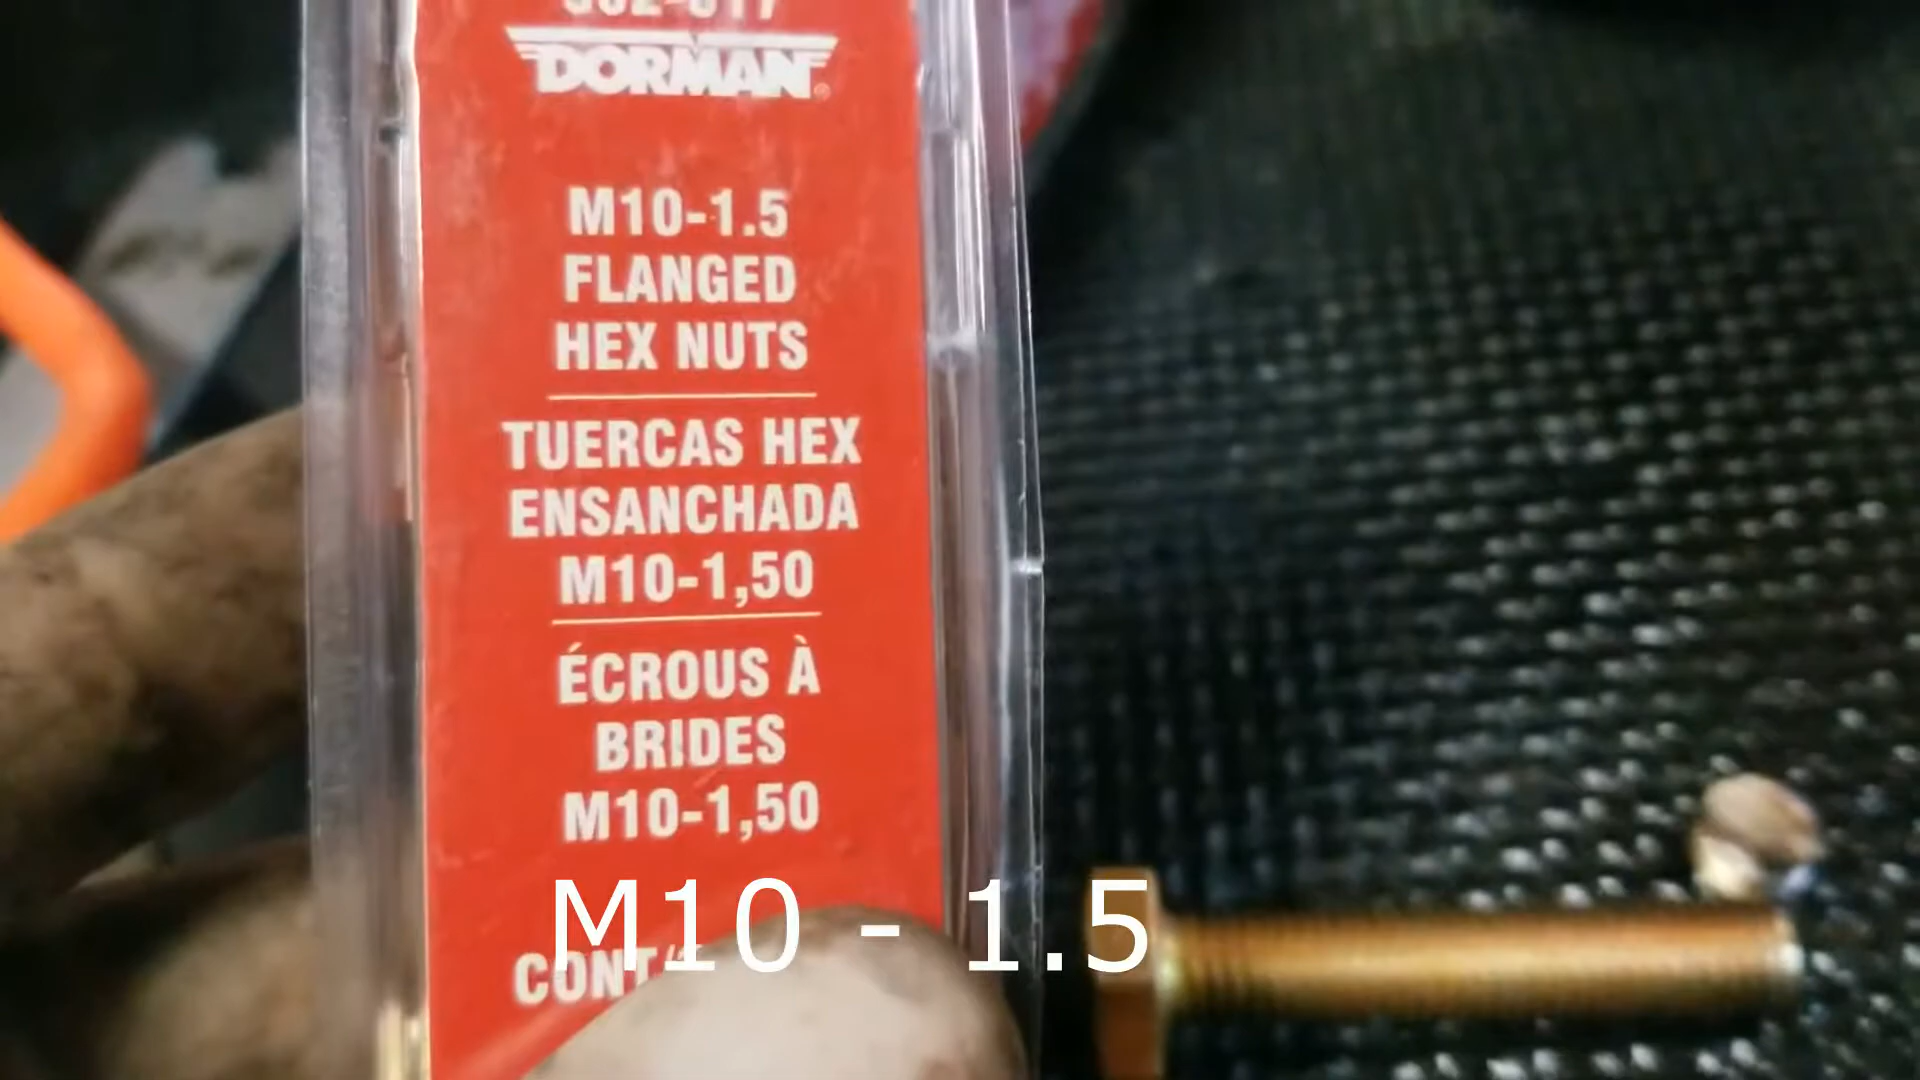 DORMAN®
M10-1.5
FLANGED
HEX NUTS
TUERCAS HEX
ENSANCHADA
M10-1,50
ÉCROUS À
BRIDES
M10-1,50
M10 - 1.5